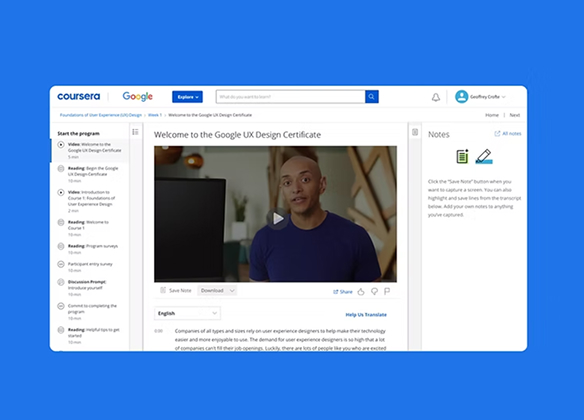 coursera
Google
Explore
What do you want to learn?
Geoffrey Crofte
Foundations of User Experience (UX) Design > Week 1 > Welcome to the Google UX Design Certificate
Home
Next
Start the program
Video: Welcome to the
Google UX Design Certificate
5 min
Reading: Begin the Google
UX Design Certificate
10 min
Video: Introduction to
Course 1: Foundations of
User Experience Design
2 min
Reading: Welcome to
Course 1
10 min
Reading: Program surveys
10 min
Participant entry survey
10 min
Discussion Prompt:
Introduce yourself
10 min
Commit to completing the
program
10 min
Reading: Helpful tips to get
started
10 min
Welcome to the Google UX Design Certificate
Save Note
Download
Share
English
Help Us Translate
0:00
Companies of all types and sizes rely on user experience designers to help make their technology
easier and more enjoyable to use. The demand for user experience designers is so high that a lot
of companies can't fill their job openings. Luckily, there are lots of people like you who are excited
Notes
All notes
Click the "Save Note" button when you
want to capture a screen. You can also
highlight and save lines from the transcript
below. Add your own notes to anything
you've captured.